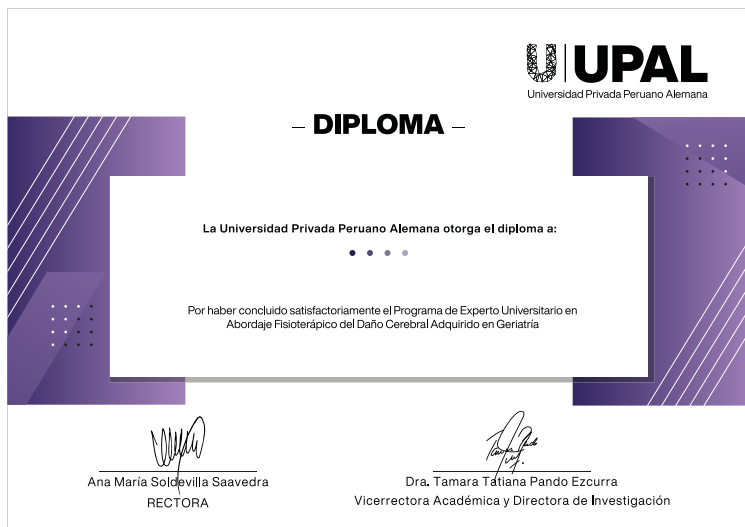 UPAL
Universidad Privada Peruano Alemana
– DIPLOMA –
La Universidad Privada Peruano Alemana otorga el diploma a:
Por haber concluido satisfactoriamente el Programa de Experto Universitario en
Abordaje Fisioterápico del Daño Cerebral Adquirido en Geriatría
Ana María Soldevilla Saavedra
RECTORA
Dra. Tamara Tatiana Pando Ezcurra
Vicerrectora Académica y Directora de Investigación